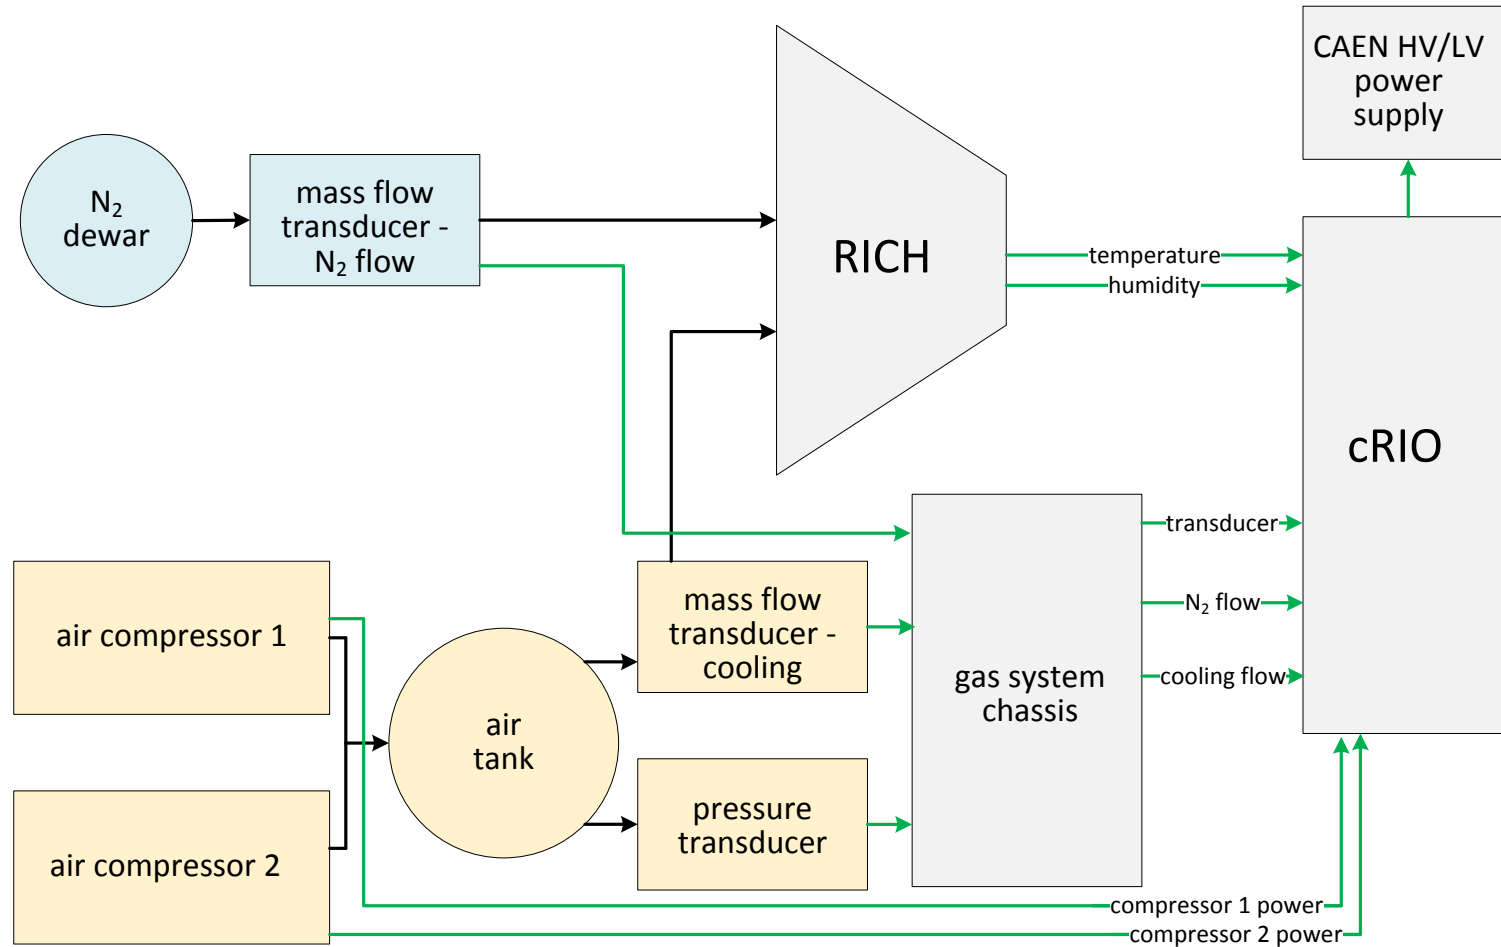 CAEN HV/LV
power
supply
N₂
dewar
mass flow
transducer -
N₂ flow
RICH
temperature
humidity
cRIO
transducer
N₂ flow
cooling flow
gas system
chassis
air compressor 1
mass flow
transducer -
cooling
air
tank
air compressor 2
pressure
transducer
compressor 1 power
compressor 2 power